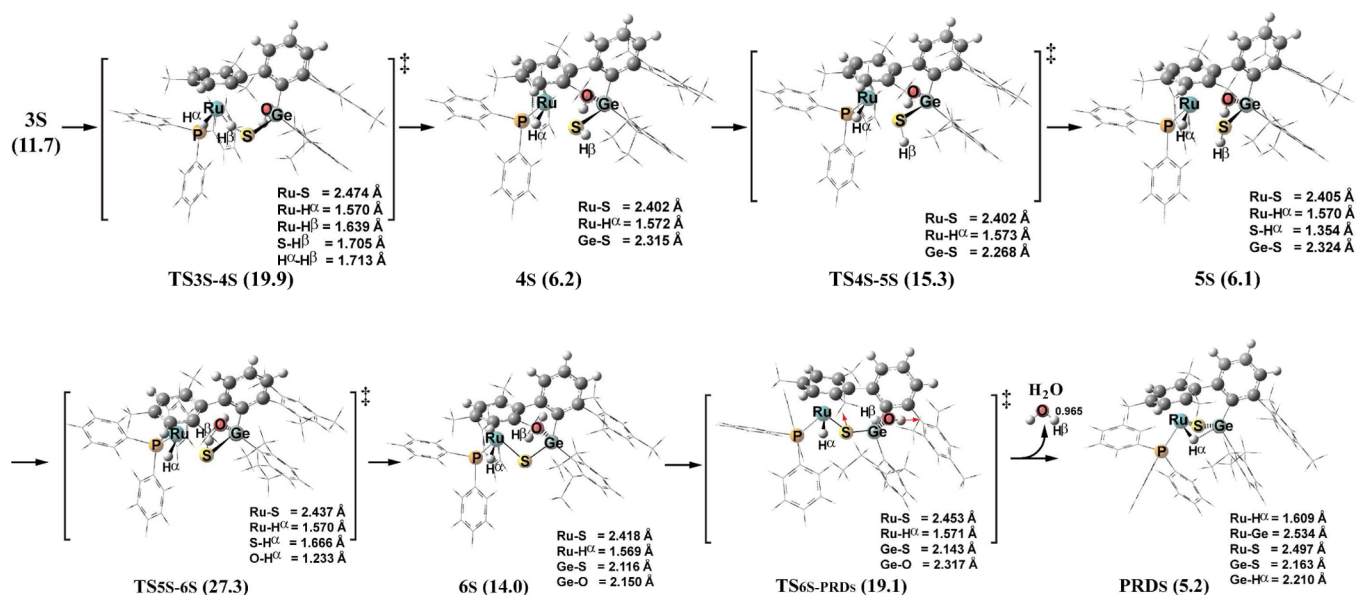 3S
(11.7)
‡
Ru
Hα
P
Hβ
S
O
Ge
Ru-S = 2.474 Å
Ru-Hα = 1.570 Å
Ru-Hβ = 1.639 Å
S-Hβ = 1.705 Å
Hα-Hβ = 1.713 Å
TS3S-4S (19.9)
Ru
O
Ge
P
Hα
S
Hβ
Ru-S = 2.402 Å
Ru-Hα = 1.572 Å
Ge-S = 2.315 Å
4S (6.2)
‡
Ru
O
Ge
P
Hα
S
Hβ
Ru-S = 2.402 Å
Ru-Hα = 1.573 Å
Ge-S = 2.268 Å
TS4S-5S (15.3)
Ru
O
Ge
P
Hα
S
Hβ
Ru-S = 2.405 Å
Ru-Hα = 1.570 Å
S-Hα = 1.354 Å
Ge-S = 2.324 Å
5S (6.1)
‡
Ru
Hβ
O
Ge
P
Hα
S
Ru-S = 2.437 Å
Ru-Hα = 1.570 Å
S-Hα = 1.666 Å
O-Hα = 1.233 Å
TS5S-6S (27.3)
Ru
Hβ
O
Ge
P
Hα
S
Ru-S = 2.418 Å
Ru-Hα = 1.569 Å
Ge-S = 2.116 Å
Ge-O = 2.150 Å
6S (14.0)
‡
Hβ
Ru
O
P
S
Ge
Hα
Ru-S = 2.453 Å
Ru-Hα = 1.571 Å
Ge-S = 2.143 Å
Ge-O = 2.317 Å
TS6S-PRDS (19.1)
H2O
O
0.965
Hβ
Ru
S
Ge
P
Hα
Ru-Hα = 1.609 Å
Ru-Ge = 2.534 Å
Ru-S = 2.497 Å
Ge-S = 2.163 Å
Ge-Hα = 2.210 Å
PRDS (5.2)